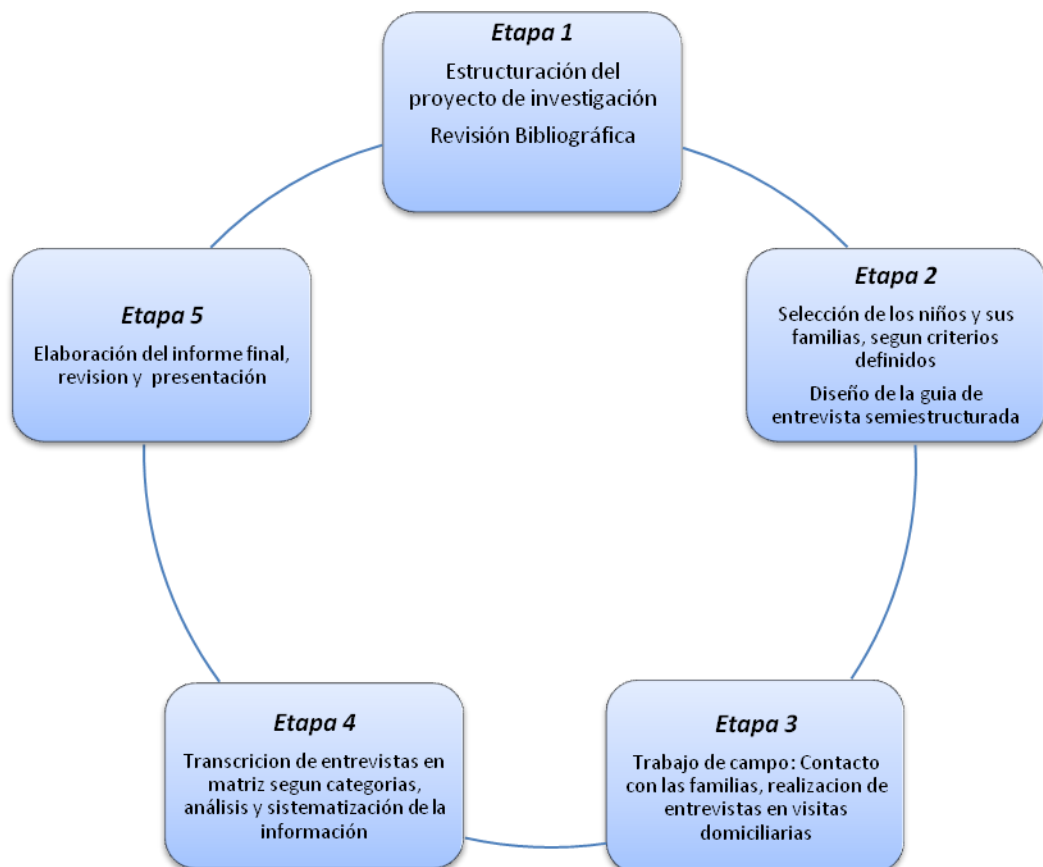 Etapa 1
Estructuración del
proyecto de investigación
Revisión Bibliográfica
Etapa 2
Selección de los niños y sus
familias, segun criterios
definidos
Diseño de la guia de
entrevista semiestructurada
Etapa 3
Trabajo de campo: Contacto
con las familias, realizacion de
entrevistas en visitas
domiciliarias
Etapa 4
Transcricion de entrevistas en
matriz segun categorias,
análisis y sistematización de la
información
Etapa 5
Elaboración del informe final,
revision y presentación